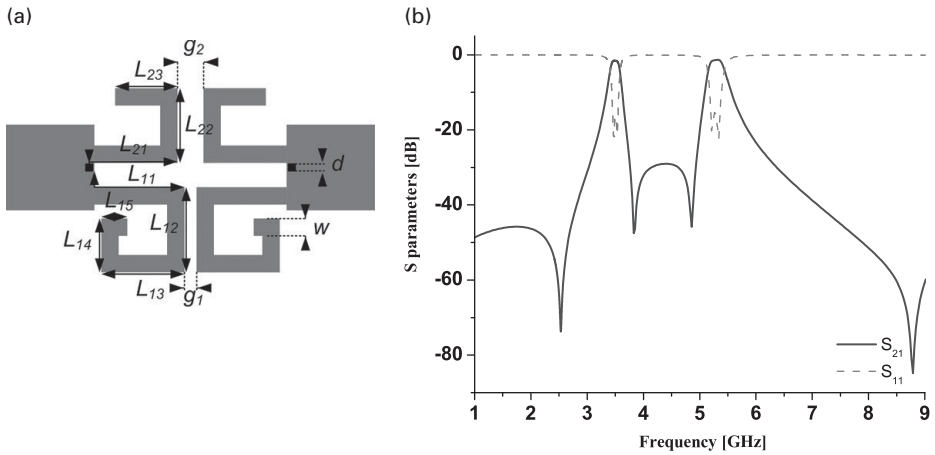 (a)
g2
L23
L22
L21
d
L11
L15
L12
w
L14
L13
g1
(b)
0
-20
-40
-60
-80
S parameters [dB]
S21
S11
1 2 3 4 5 6 7 8 9
Frequency [GHz]